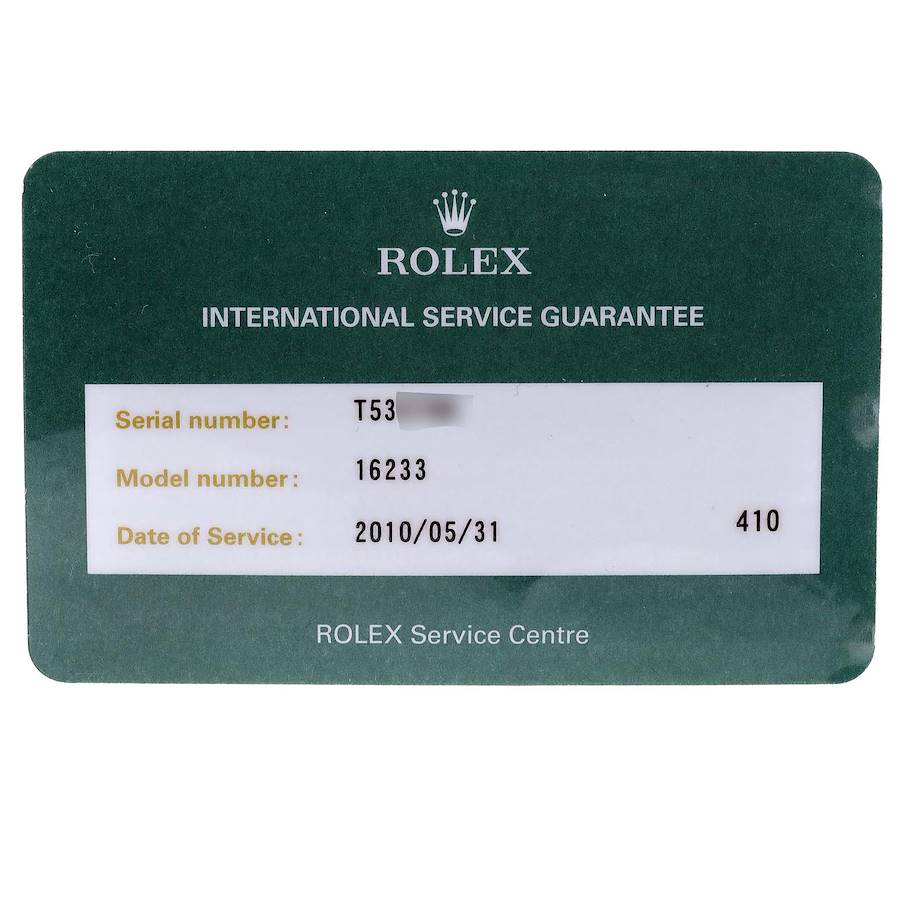 ROLEX
INTERNATIONAL SERVICE GUARANTEE
Serial number: T53
Model number: 16233
Date of Service: 2010/05/31 410
ROLEX Service Centre